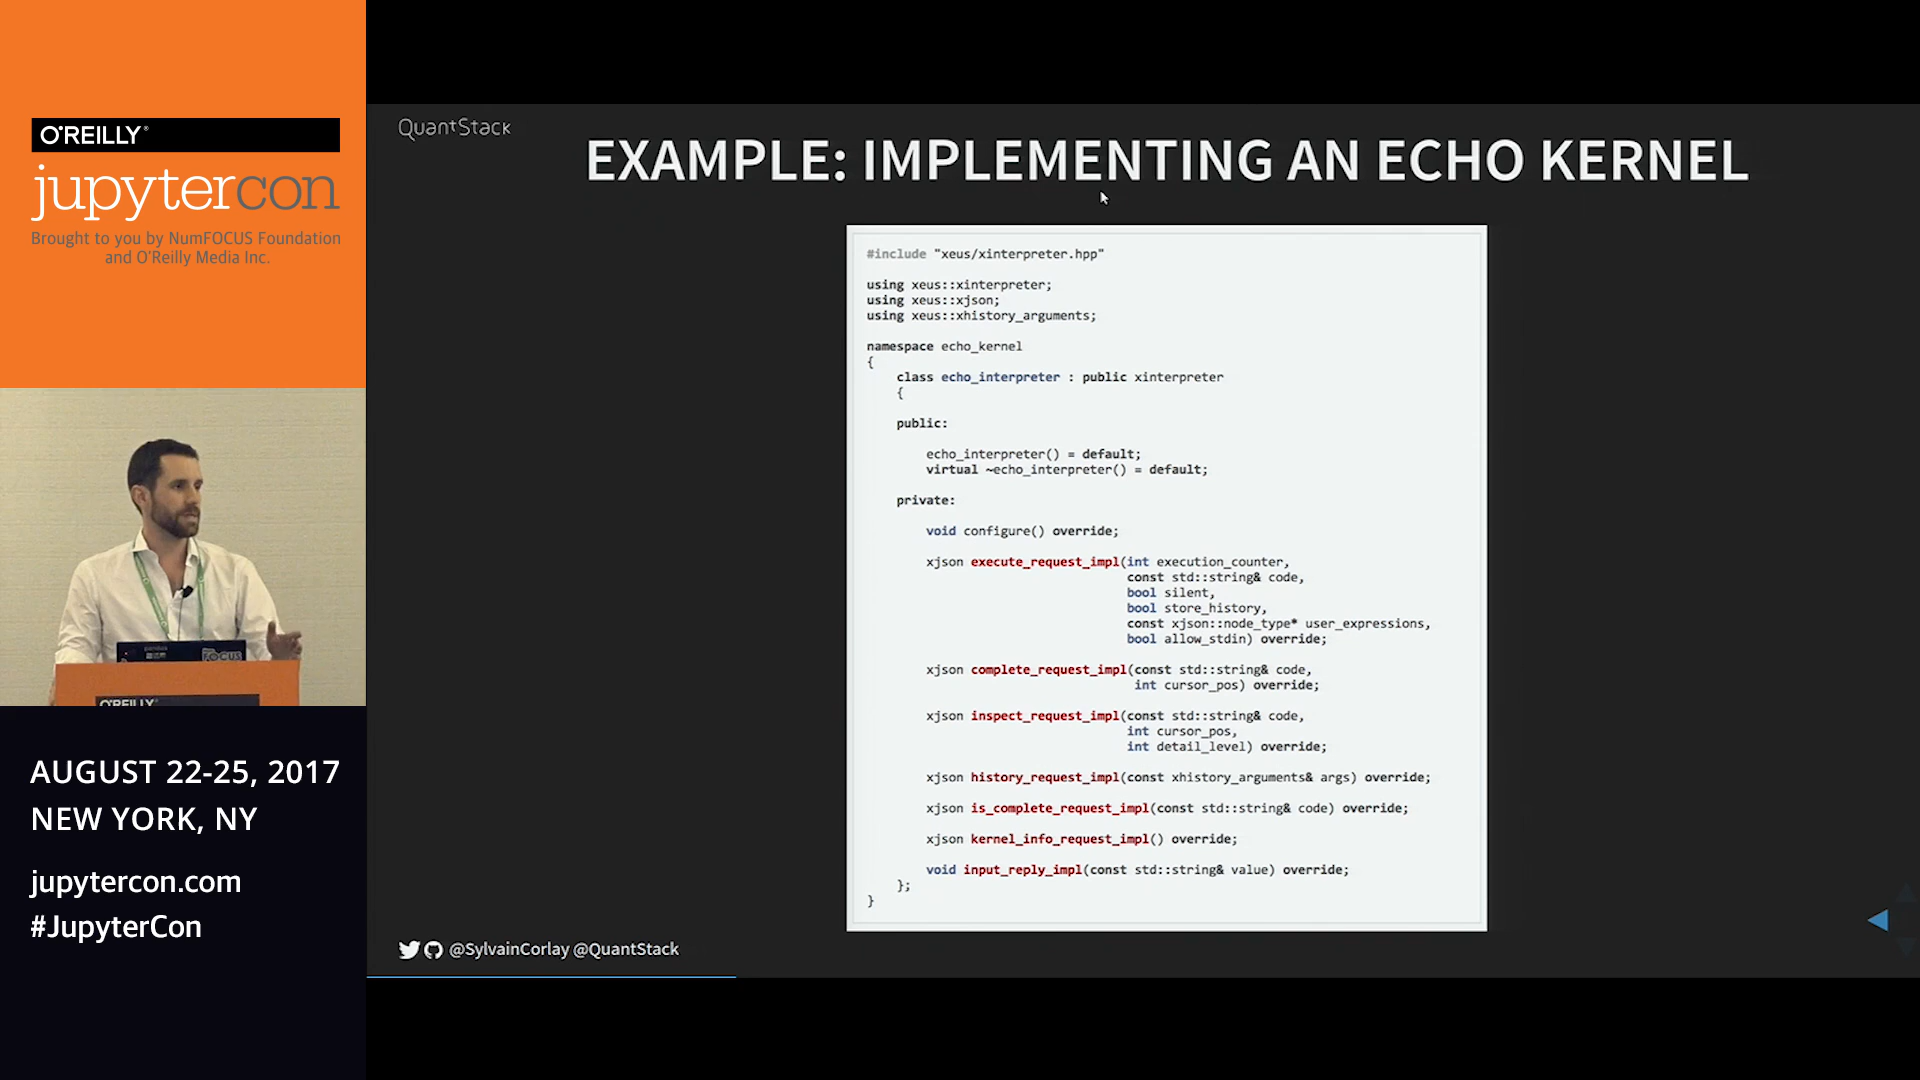 O'REILLY®
jupytercon
Brought to you by NumFOCUS Foundation
and O'Reilly Media Inc.
O'REILLY
AUGUST 22-25, 2017
NEW YORK, NY
jupytercon.com
#JupyterCon
QuantStack
EXAMPLE: IMPLEMENTING AN ECHO KERNEL
#include "xeus/xinterpreter.hpp"
using xeus::xinterpreter;
using xeus::xjson;
using xeus::xhistory_arguments;
namespace echo_kernel
{
class echo_interpreter : public xinterpreter
{
public:
echo_interpreter() = default;
virtual ~echo_interpreter() = default;
private:
void configure() override;
xjson execute_request_impl(int execution_counter,
const std::string& code,
bool silent,
bool store_history,
const xjson::node_type* user_expressions,
bool allow_stdin) override;
xjson complete_request_impl(const std::string& code,
int cursor_pos) override;
xjson inspect_request_impl(const std::string& code,
int cursor_pos,
int detail_level) override;
xjson history_request_impl(const xhistory_arguments& args) override;
xjson is_complete_request_impl(const std::string& code) override;
xjson kernel_info_request_impl() override;
void input_reply_impl(const std::string& value) override;
};
}
@SylvainCorlay @QuantStack